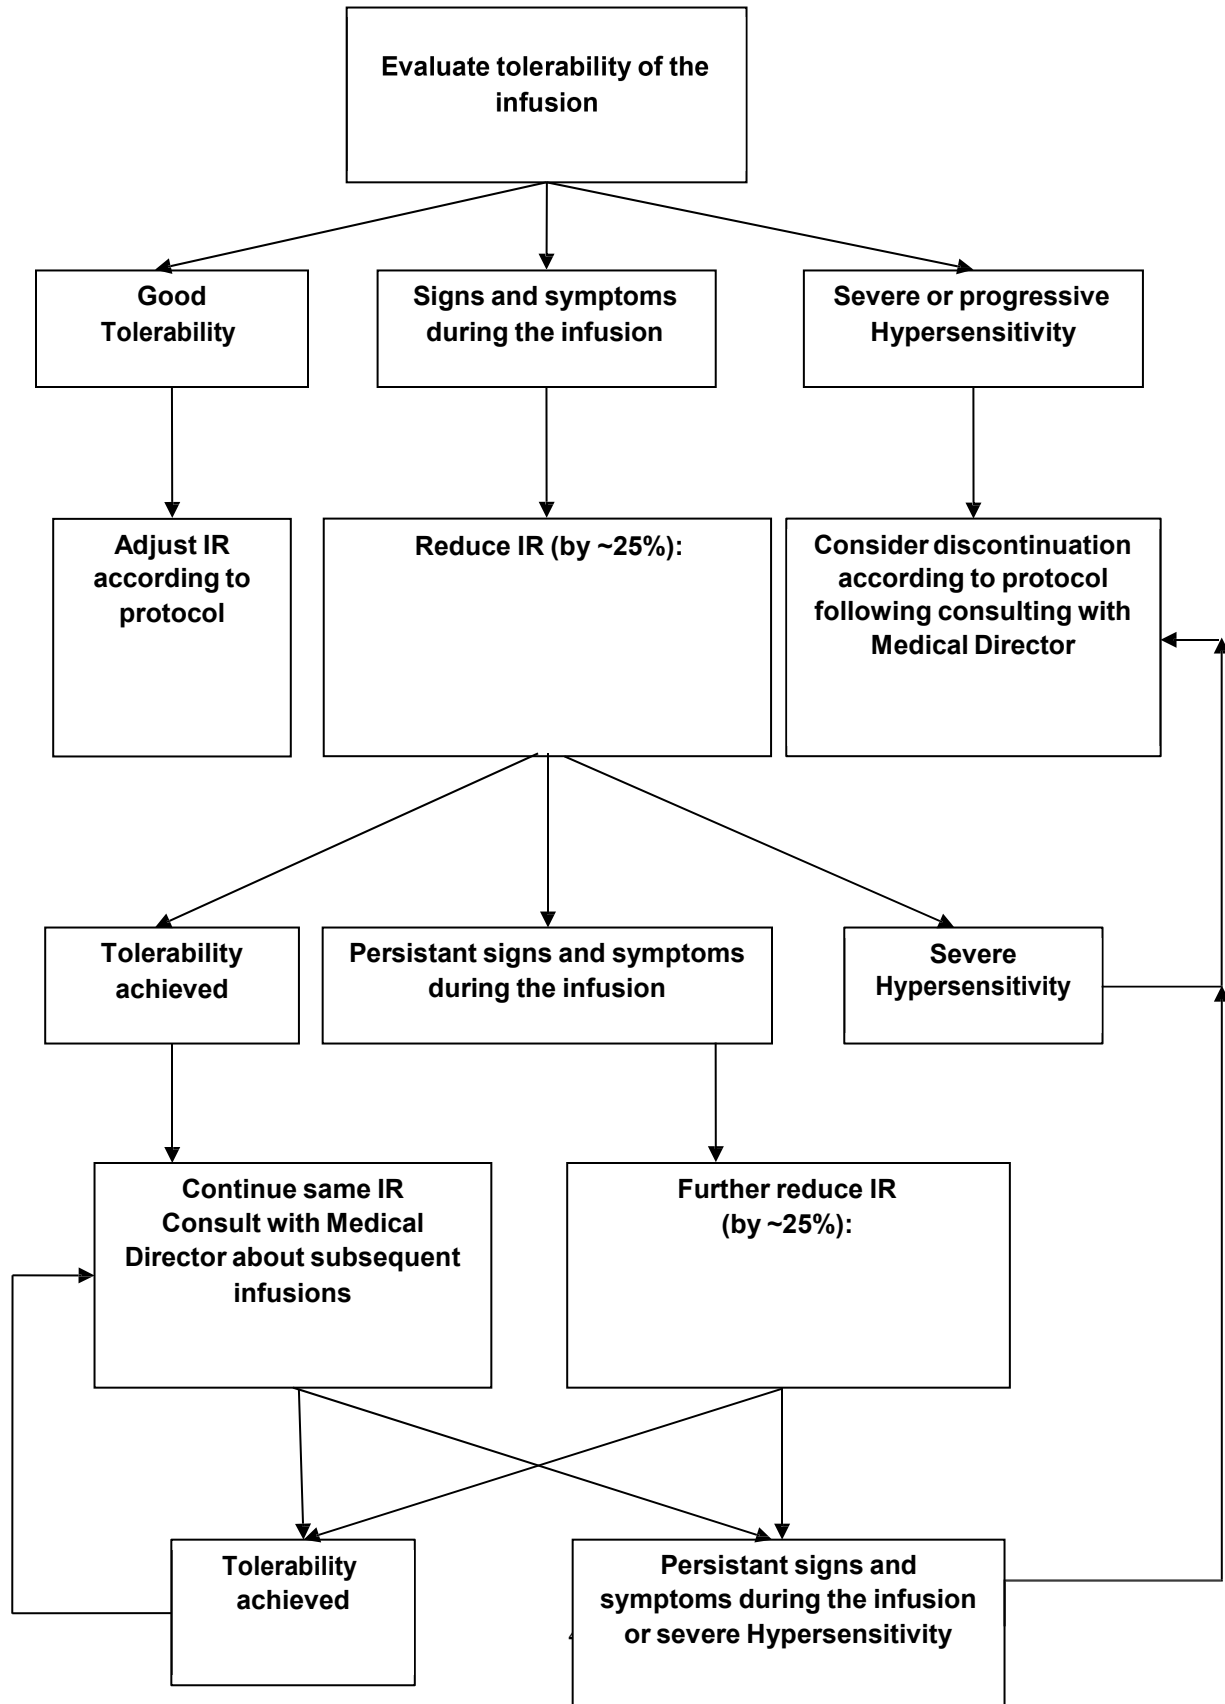 Evaluate tolerability of the
infusion
Good
Tolerability
Signs and symptoms
during the infusion
Severe or progressive
Hypersensitivity
Adjust IR
according to
protocol
Reduce IR (by ~25%):
Consider discontinuation
according to protocol
following consulting with
Medical Director
Tolerability
achieved
Persistant signs and symptoms
during the infusion
Severe
Hypersensitivity
Continue same IR
Consult with Medical
Director about subsequent
infusions
Further reduce IR
(by ~25%):
Tolerability
achieved
Persistant signs and
symptoms during the infusion
or severe Hypersensitivity